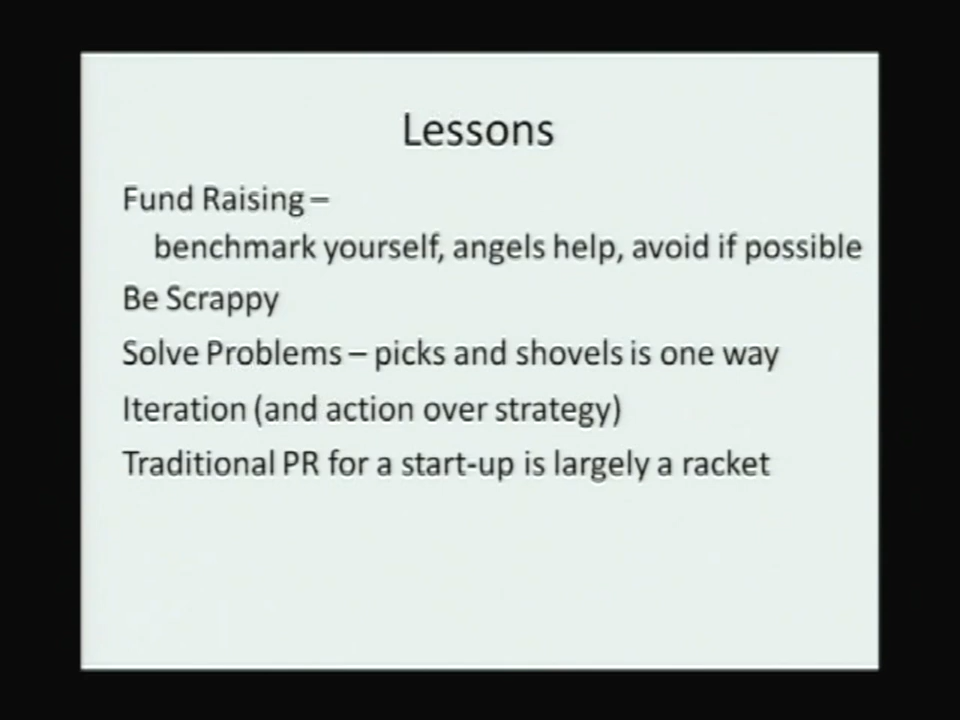 Lessons
Fund Raising –
benchmark yourself, angels help, avoid if possible
Be Scrappy
Solve Problems – picks and shovels is one way
Iteration (and action over strategy)
Traditional PR for a start-up is largely a racket